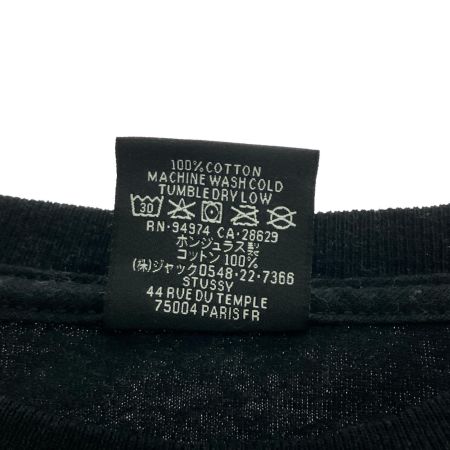 100% COTTON
MACHINE WASH COLD
TUMBLE DRY LOW
30
RN·94974 CA·28629
ホンジュラス製
コットン 100%
(株)ジャック0548·22·7366
STUSSY
44 RUE DU TEMPLE
75004 PARIS FR